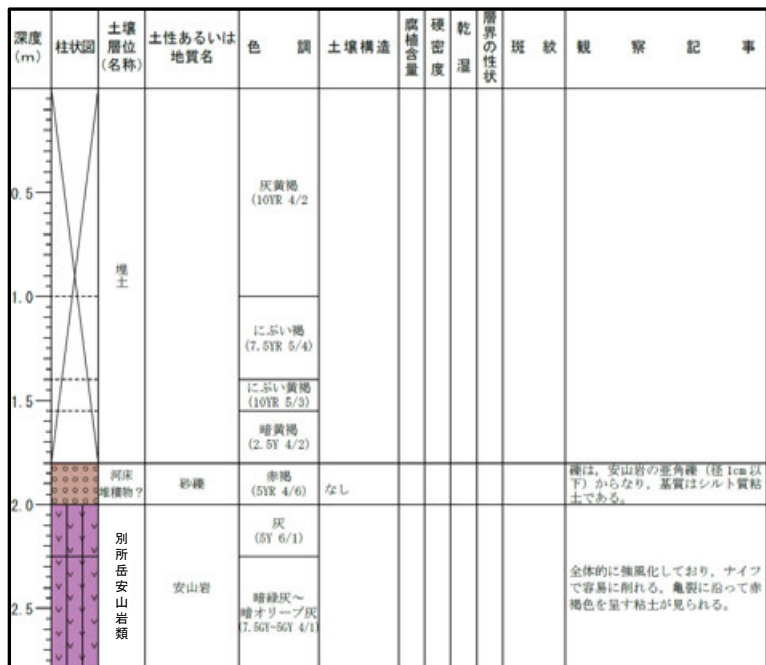 深度
(m)
柱状図
土壌
層位
(名称)
土性あるいは
地質名
色 調
土壌構造
腐植含量
硬密度
乾湿
層界の性状
斑 紋
観 察 記 事
0.5
1.0
1.5
2.0
2.5
埋土
灰黄褐
(10YR 4/2
にぶい褐
(7.5YR 5/4)
にぶい黄褐
(10YR 5/3)
暗黄褐
(2.5Y 4/2)
河床
堆積物?
砂礫
赤褐
(5YR 4/6)
なし
礫は,安山岩の亜角礫(径1cm以
下)からなり,基質はシルト質粘
土である。
別所岳安山岩類
安山岩
灰
(5Y 6/1)
暗緑灰~
暗オリーブ灰
(7.5GY~5GY 4/1)
全体的に強風化しており,ナイフ
で容易に削れる。亀裂に沿って赤
褐色を呈す粘土が見られる。